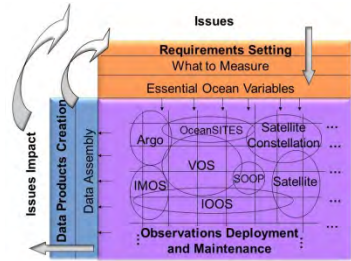 Issues
Requirements Setting
What to Measure
Essential Ocean Variables
Issues Impact
Data Products Creation
Data Assembly
Argo
OceanSITES
Satellite
Constellation
...
VOS
SOOP
IMOS
Satellite
...
IOOS
...
Observations Deployment
and Maintenance